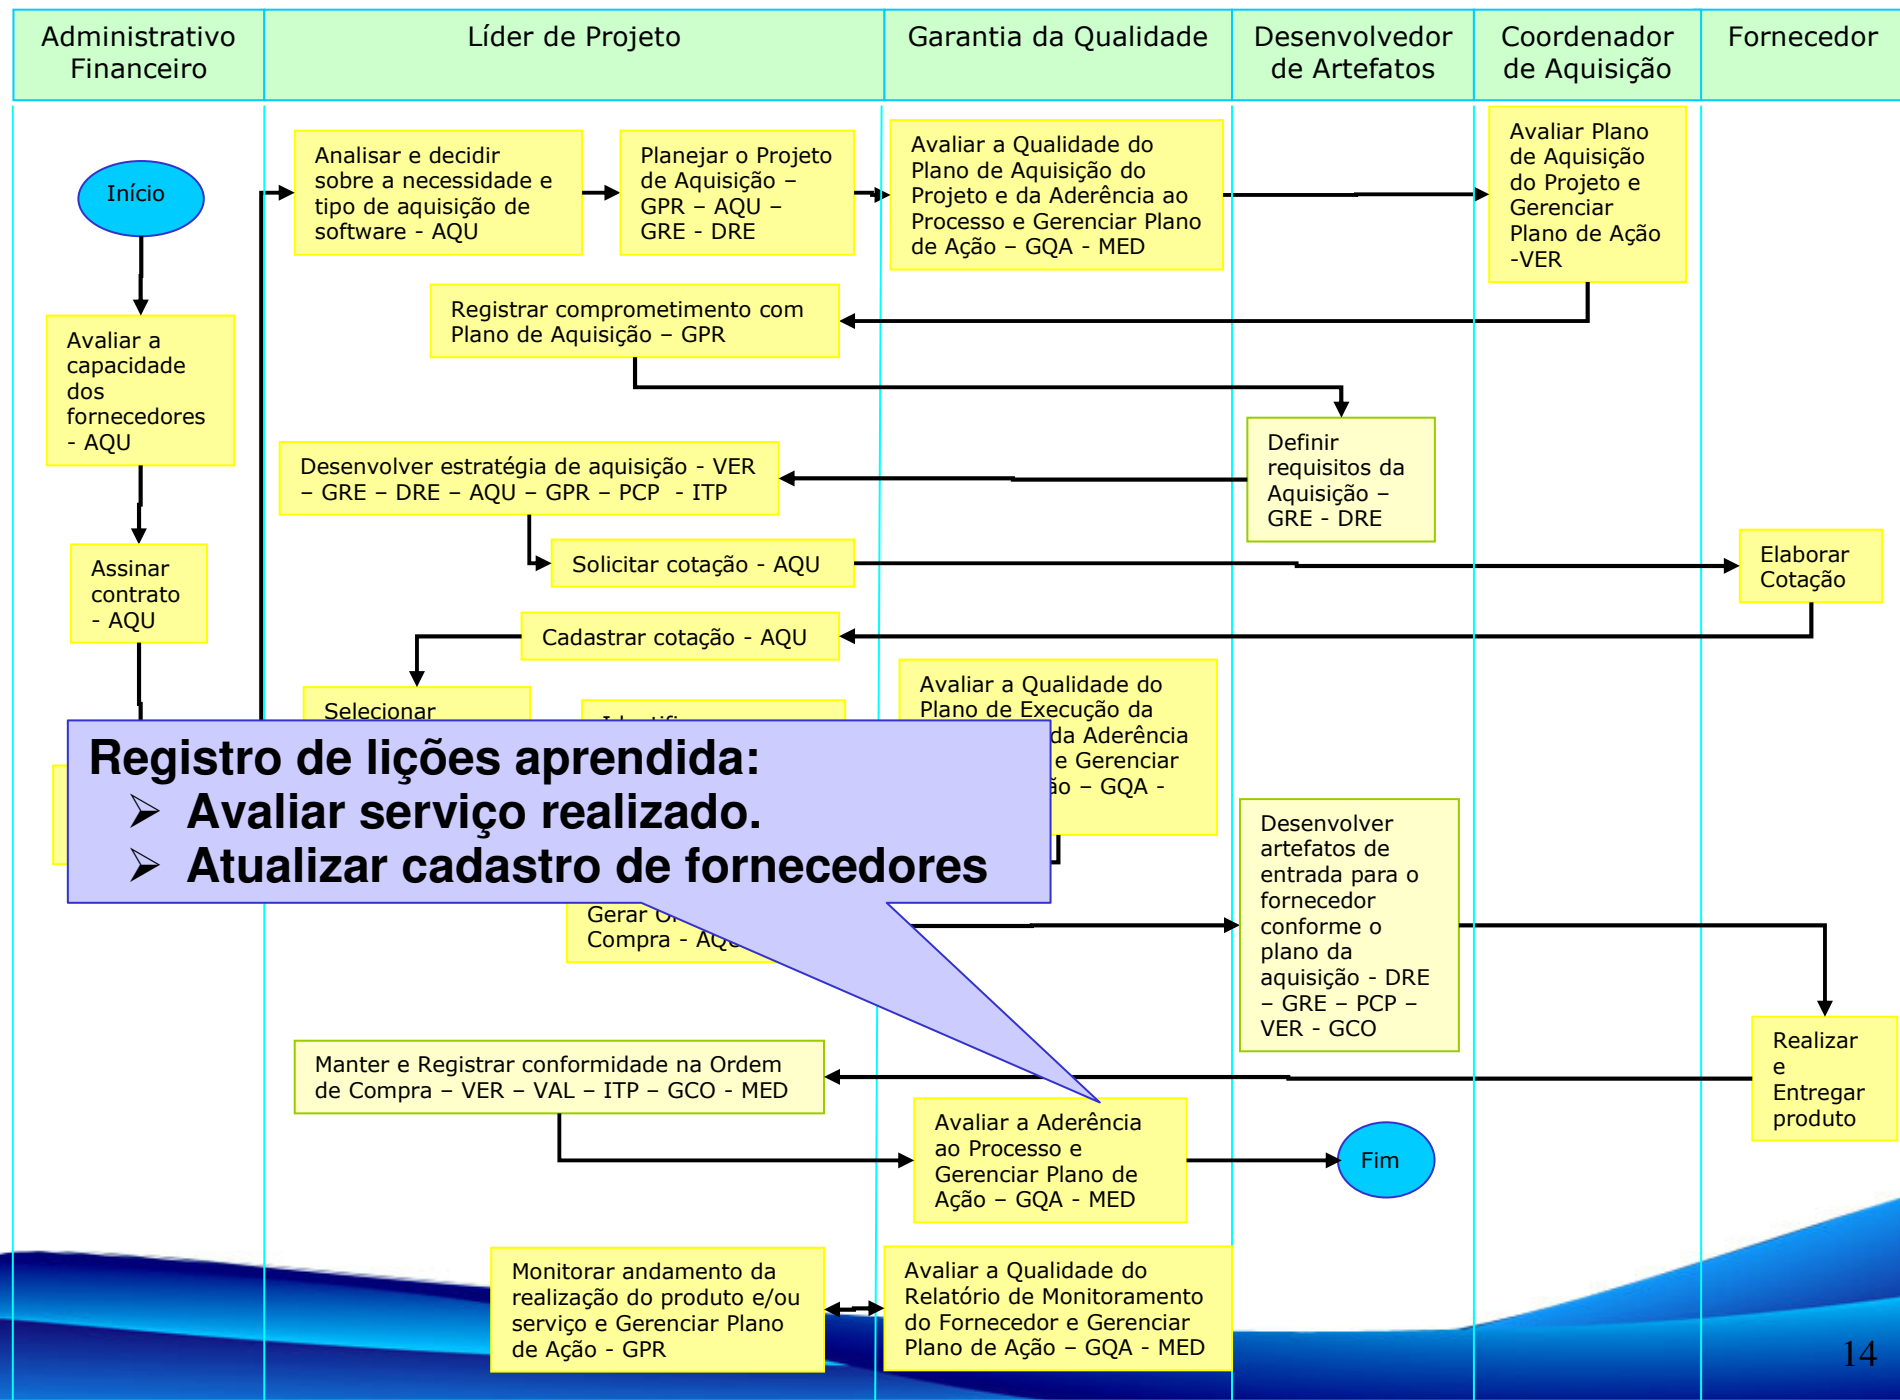 Administrativo
Financeiro
Líder de Projeto
Garantia da Qualidade
Desenvolvedor
de Artefatos
Coordenador
de Aquisição
Fornecedor
Início
Analisar e decidir
sobre a necessidade e
tipo de aquisição de
software - AQU
Planejar o Projeto
de Aquisição –
GPR – AQU –
GRE - DRE
Avaliar a Qualidade do
Plano de Aquisição do
Projeto e da Aderência ao
Processo e Gerenciar Plano
de Ação – GQA - MED
Avaliar Plano
de Aquisição
do Projeto e
Gerenciar
Plano de Ação
-VER
Registrar comprometimento com
Plano de Aquisição – GPR
Avaliar a
capacidade
dos
fornecedores
- AQU
Definir
requisitos da
Aquisição –
GRE - DRE
Desenvolver estratégia de aquisição - VER
– GRE – DRE – AQU – GPR – PCP - ITP
Assinar
contrato
- AQU
Solicitar cotação - AQU
Elaborar
Cotação
Cadastrar cotação - AQU
Selecionar
Avaliar a Qualidade do
Plano de Execução da
da Aderência
e Gerenciar
– GQA -
Registro de lições aprendida:
➢ Avaliar serviço realizado.
➢ Atualizar cadastro de fornecedores
Gerar
Compra -
Desenvolver
artefatos de
entrada para o
fornecedor
conforme o
plano da
aquisição - DRE
– GRE – PCP –
VER - GCO
Realizar
e
Entregar
produto
Manter e Registrar conformidade na Ordem
de Compra – VER – VAL – ITP – GCO - MED
Avaliar a Aderência
ao Processo e
Gerenciar Plano de
Ação – GQA - MED
Fim
Monitorar andamento da
realização do produto e/ou
serviço e Gerenciar Plano
de Ação - GPR
Avaliar a Qualidade do
Relatório de Monitoramento
do Fornecedor e Gerenciar
Plano de Ação – GQA - MED
14